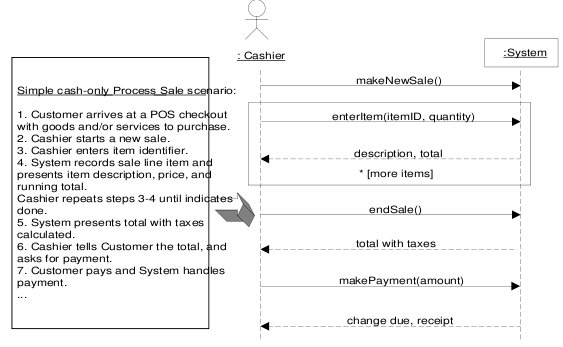 : Cashier
:System
Simple cash-only Process Sale scenario:
1. Customer arrives at a POS checkout
with goods and/or services to purchase.
2. Cashier starts a new sale.
3. Cashier enters item identifier.
4. System records sale line item and
presents item description, price, and
running total.
Cashier repeats steps 3-4 until indicates
done.
5. System presents total with taxes
calculated.
6. Cashier tells Customer the total, and
asks for payment.
7. Customer pays and System handles
payment.
...
makeNewSale()
enterItem(itemID, quantity)
description, total
* [more items]
endSale()
total with taxes
makePayment(amount)
change due, receipt